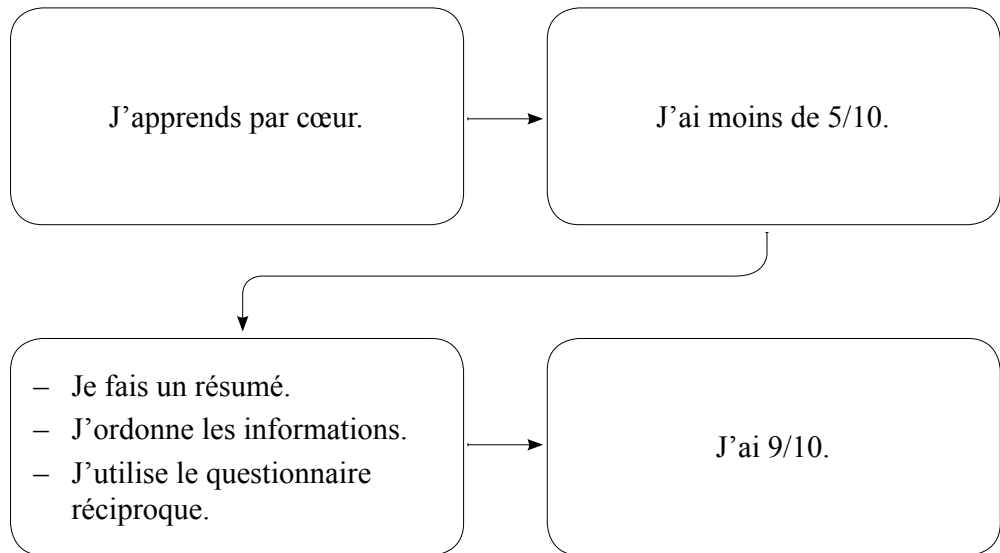 J’apprends par cœur.
J’ai moins de 5/10.
– Je fais un résumé.
– J’ordonne les informations.
– J’utilise le questionnaire
réciproque.
J’ai 9/10.